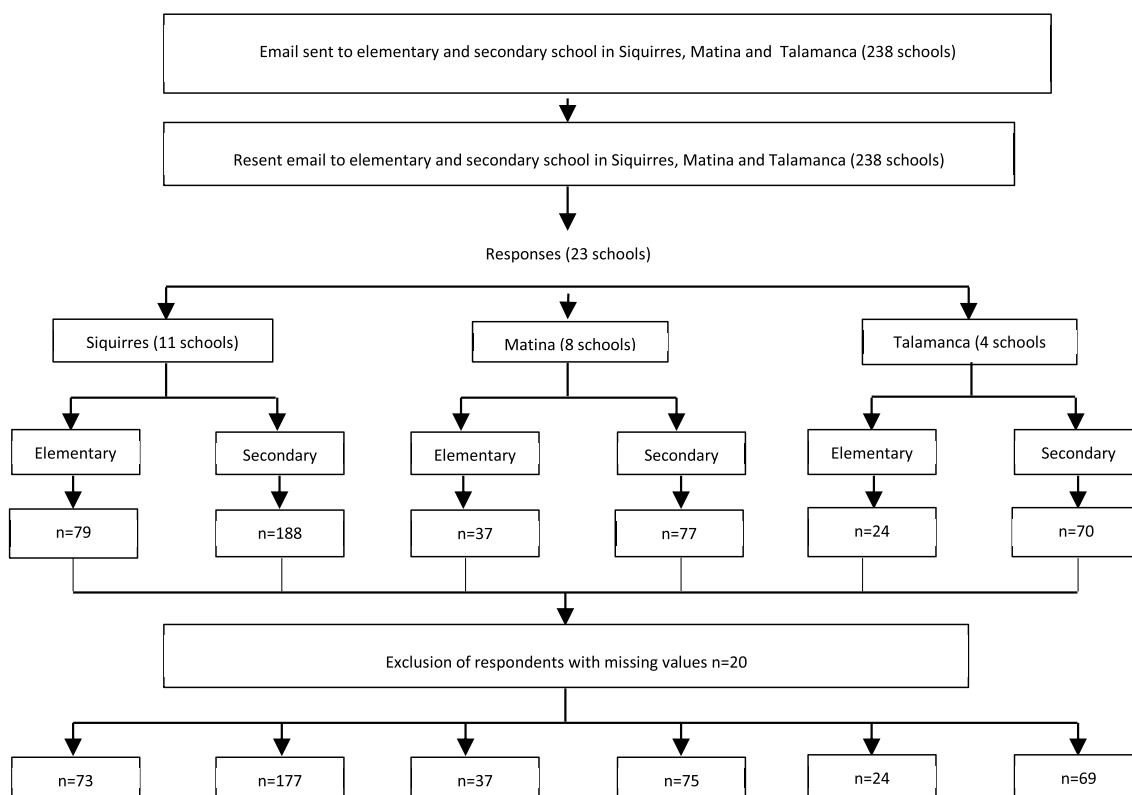 Email sent to elementary and secondary school in Siquirres, Matina and Talamanca (238 schools)
Resent email to elementary and secondary school in Siquirres, Matina and Talamanca (238 schools)
Responses (23 schools)
Siquirres (11 schools)
Matina (8 schools)
Talamanca (4 schools
Elementary
Secondary
Elementary
Secondary
Elementary
Secondary
n=79
n=188
n=37
n=77
n=24
n=70
Exclusion of respondents with missing values n=20
n=73
n=177
n=37
n=75
n=24
n=69